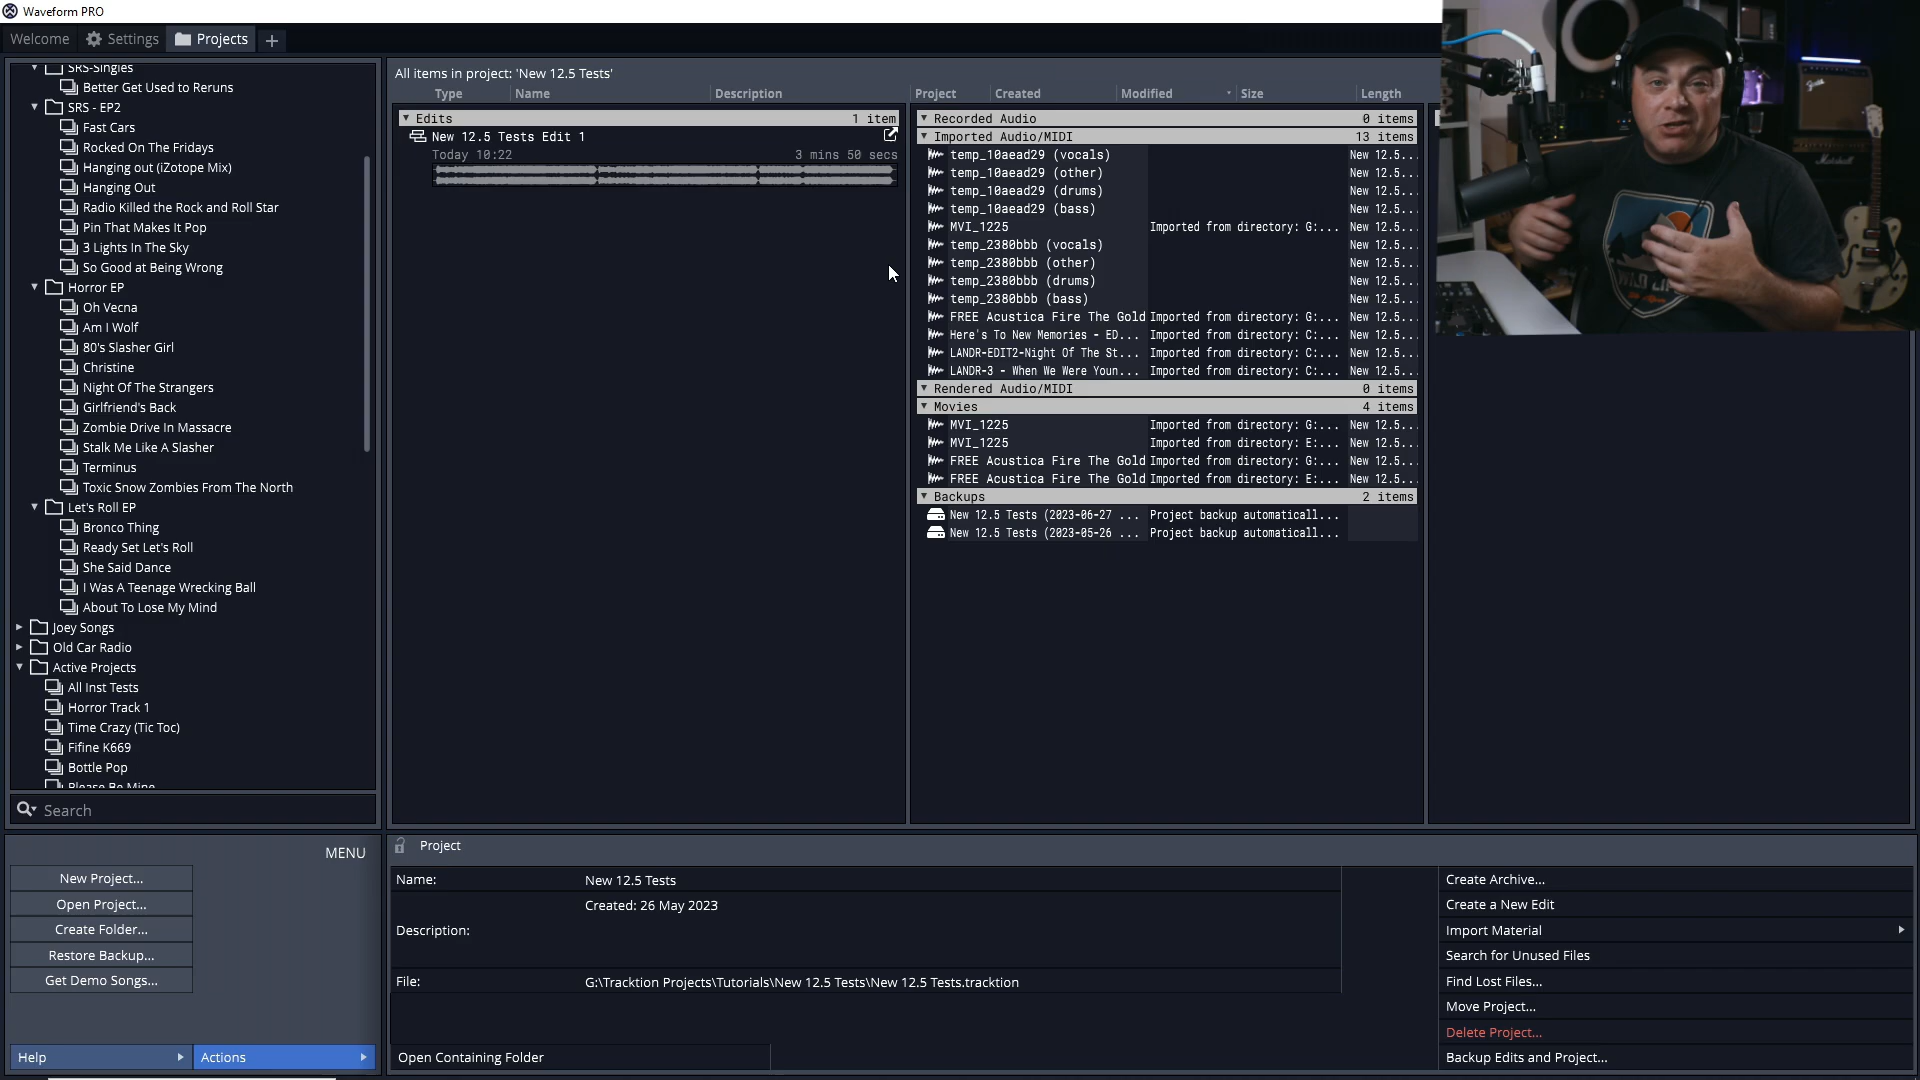 Waveform PRO
Welcome
Settings
Projects
SRS-Singles
Better Get Used to Reruns
SRS - EP2
Fast Cars
Rocked On The Fridays
Hanging out (iZotope Mix)
Hanging Out
Radio Killed the Rock and Roll Star
Pin That Makes It Pop
3 Lights In The Sky
So Good at Being Wrong
Horror EP
Oh Vecna
Am I Wolf
80's Slasher Girl
Christine
Night Of The Strangers
Girlfriend's Back
Zombie Drive In Massacre
Stalk Me Like A Slasher
Terminus
Toxic Snow Zombies From The North
Let's Roll EP
Bronco Thing
Ready Set Let's Roll
She Said Dance
I Was A Teenage Wrecking Ball
About To Lose My Mind
Joey Songs
Old Car Radio
Active Projects
All Inst Tests
Horror Track 1
Time Crazy (Tic Toc)
Fifine K669
Bottle Pop
Please Be Mine
Search
MENU
New Project...
Open Project...
Create Folder...
Restore Backup...
Get Demo Songs...
Help
Actions
All items in project: 'New 12.5 Tests'
Type Name Description Project Created Modified Size Length
Edits 1 item
New 12.5 Tests Edit 1
Today 10:22 3 mins 50 secs
Recorded Audio 0 items
Imported Audio/MIDI 13 items
temp_10aead29 (vocals) New 12.5...
temp_10aead29 (other) New 12.5...
temp_10aead29 (drums) New 12.5...
temp_10aead29 (bass) New 12.5...
MVI_1225 Imported from directory: G:... New 12.5...
temp_2380bbb (vocals) New 12.5...
temp_2380bbb (other) New 12.5...
temp_2380bbb (drums) New 12.5...
temp_2380bbb (bass) New 12.5...
FREE Acustica Fire The Gold Imported from directory: G:... New 12.5...
Here's To New Memories - ED... Imported from directory: C:... New 12.5...
LANDR-EDIT2-Night Of The St... Imported from directory: C:... New 12.5...
LANDR-3 - When We Were Youn... Imported from directory: C:... New 12.5...
Rendered Audio/MIDI 0 items
Movies 4 items
MVI_1225 Imported from directory: G:... New 12.5...
MVI_1225 Imported from directory: E:... New 12.5...
FREE Acustica Fire The Gold Imported from directory: G:... New 12.5...
FREE Acustica Fire The Gold Imported from directory: E:... New 12.5...
Backups 2 items
New 12.5 Tests (2023-06-27 ... Project backup automaticall...
New 12.5 Tests (2023-05-26 ... Project backup automaticall...
Project
Name: New 12.5 Tests
Created: 26 May 2023
Description:
File: G:\Tracktion Projects\Tutorials\New 12.5 Tests\New 12.5 Tests.tracktion
Open Containing Folder
Create Archive...
Create a New Edit
Import Material
Search for Unused Files
Find Lost Files...
Move Project...
Delete Project...
Backup Edits and Project...
Fender
Marshall